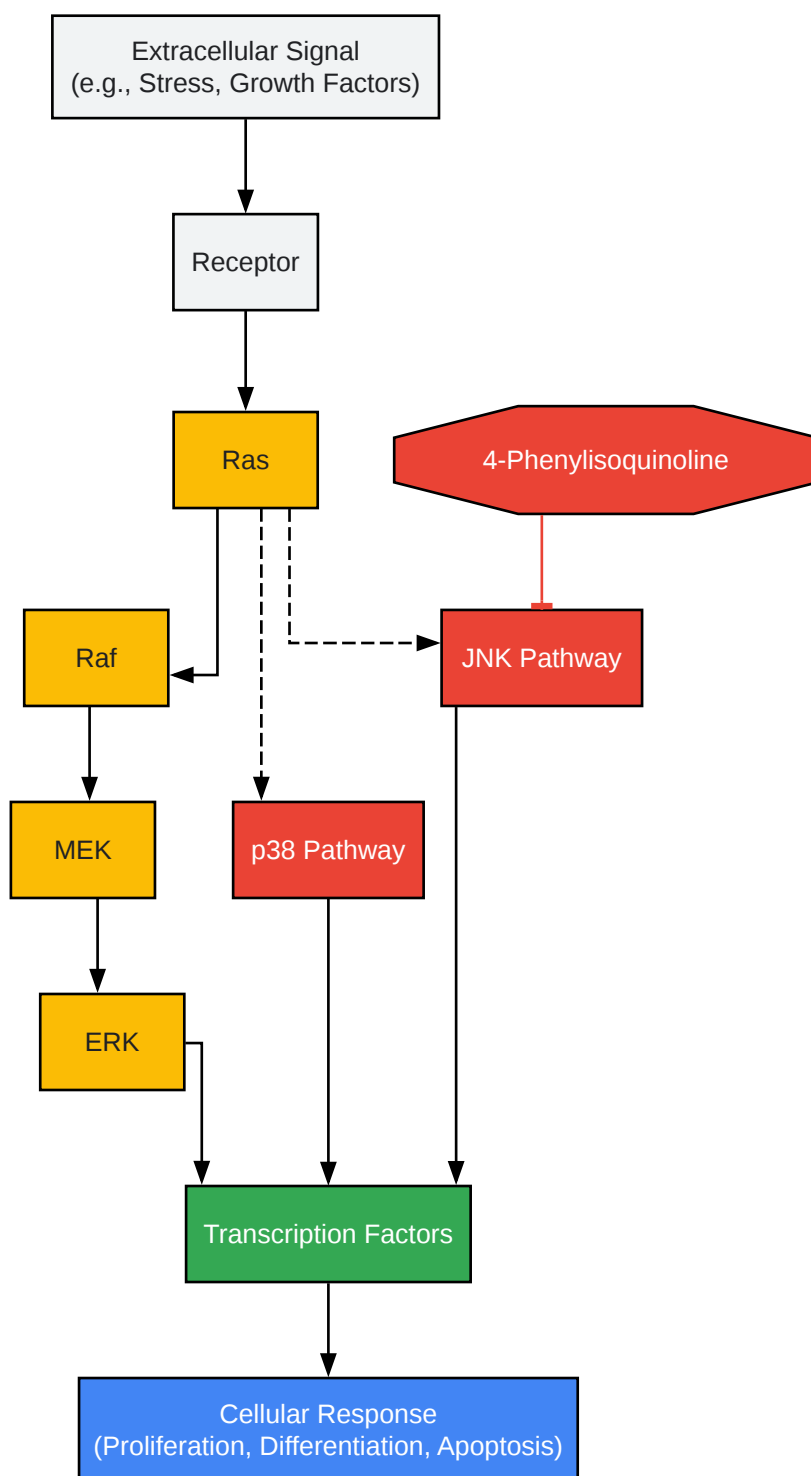 Extracellular Signal
(e.g., Stress, Growth Factors)
Receptor
Ras
4-Phenylisoquinoline
Raf
JNK Pathway
MEK
p38 Pathway
ERK
Transcription Factors
Cellular Response
(Proliferation, Differentiation, Apoptosis)